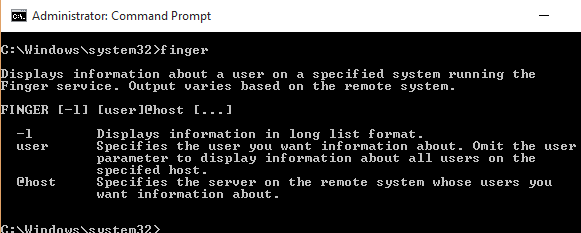 Administrator: Command Prompt
C:\Windows\system32>finger
Displays information about a user on a specified system running the
Finger service. Output varies based on the remote system.
FINGER [-l] [user]@host [...]
-l Displays information in long list format.
user Specifies the user you want information about. Omit the user
parameter to display information about all users on the
specifed host.
@host Specifies the server on the remote system whose users you
want information about.
C:\Windows\system32>